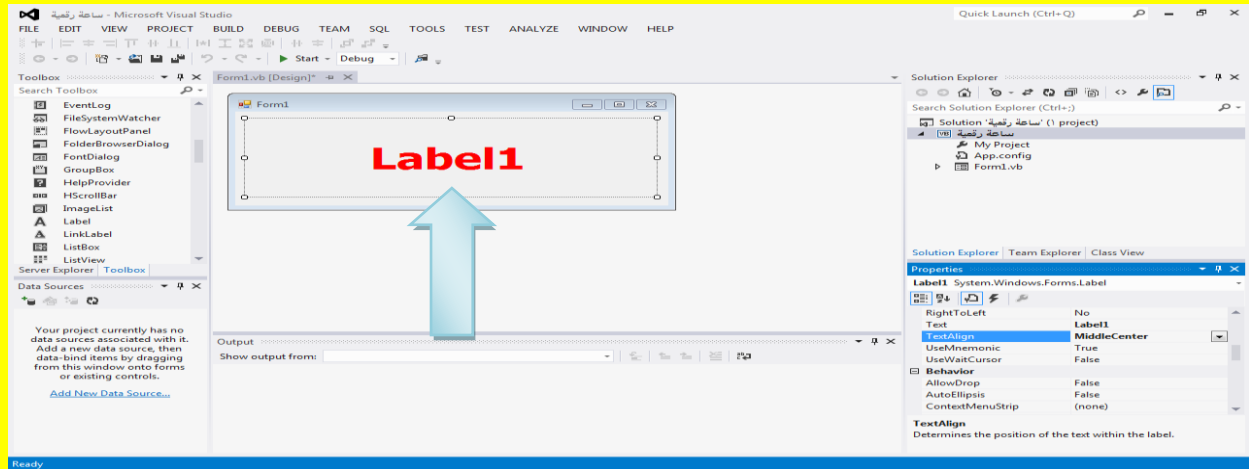 ساعة رقمية - Microsoft Visual Studio
Quick Launch (Ctrl+Q)
FILE EDIT VIEW PROJECT BUILD DEBUG TEAM SQL TOOLS TEST ANALYZE WINDOW HELP
Start - Debug
Toolbox
Search Toolbox
EventLog
FileSystemWatcher
FlowLayoutPanel
FolderBrowserDialog
FontDialog
GroupBox
HelpProvider
HScrollBar
ImageList
Label
LinkLabel
ListBox
ListView
Server Explorer Toolbox
Data Sources
Your project currently has no
data sources associated with it.
Add a new data source, then
data-bind items by dragging
from this window onto forms
or existing controls.
Add New Data Source...
Form1.vb [Design]*
Form1
Label1
Output
Show output from:
Solution Explorer
Search Solution Explorer (Ctrl+;)
Solution 'ساعة رقمية' (١ project)
VB ساعة رقمية
My Project
App.config
Form1.vb
Solution Explorer Team Explorer Class View
Properties
Label1 System.Windows.Forms.Label
RightToLeft No
Text Label1
TextAlign MiddleCenter
UseMnemonic True
UseWaitCursor False
Behavior
AllowDrop False
AutoEllipsis False
ContextMenuStrip (none)
TextAlign
Determines the position of the text within the label.
Ready